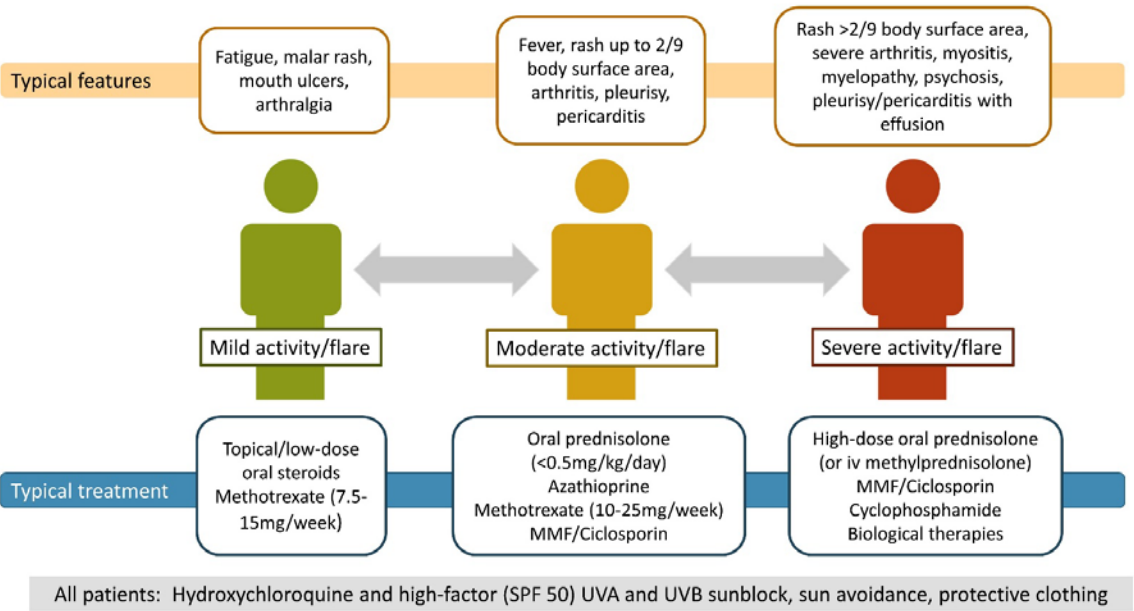 Typical features
Fatigue, malar rash,
mouth ulcers,
arthralgia
Fever, rash up to 2/9
body surface area,
arthritis, pleurisy,
pericarditis
Rash >2/9 body surface area,
severe arthritis, myositis,
myelopathy, psychosis,
pleurisy/pericarditis with
effusion
Mild activity/flare
Moderate activity/flare
Severe activity/flare
Typical treatment
Topical/low-dose
oral steroids
Methotrexate (7.5-
15mg/week)
Oral prednisolone
(<0.5mg/kg/day)
Azathioprine
Methotrexate (10-25mg/week)
MMF/Ciclosporin
High-dose oral prednisolone
(or iv methylprednisolone)
MMF/Ciclosporin
Cyclophosphamide
Biological therapies
All patients: Hydroxychloroquine and high-factor (SPF 50) UVA and UVB sunblock, sun avoidance, protective clothing